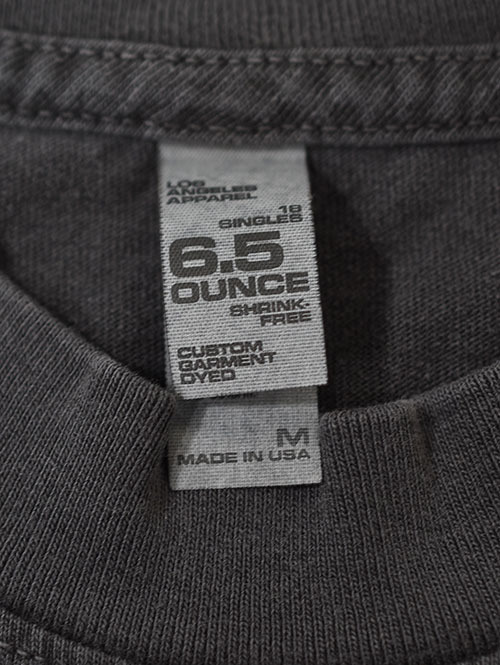 LOS
ANGELES
APPAREL
18
SINGLES
6.5
OUNCE
SHRINK-
FREE
CUSTOM
GARMENT
DYED
M
MADE IN USA